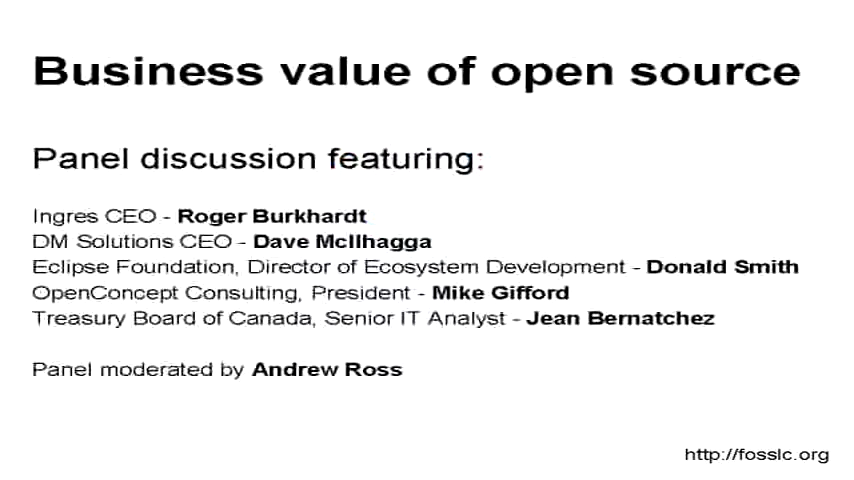 Business value of open source
Panel discussion featuring:
Ingres CEO - Roger Burkhardt
DM Solutions CEO - Dave McIlhagga
Eclipse Foundation, Director of Ecosystem Development - Donald Smith
OpenConcept Consulting, President - Mike Gifford
Treasury Board of Canada, Senior IT Analyst - Jean Bernatchez
Panel moderated by Andrew Ross
http://fosslc.org